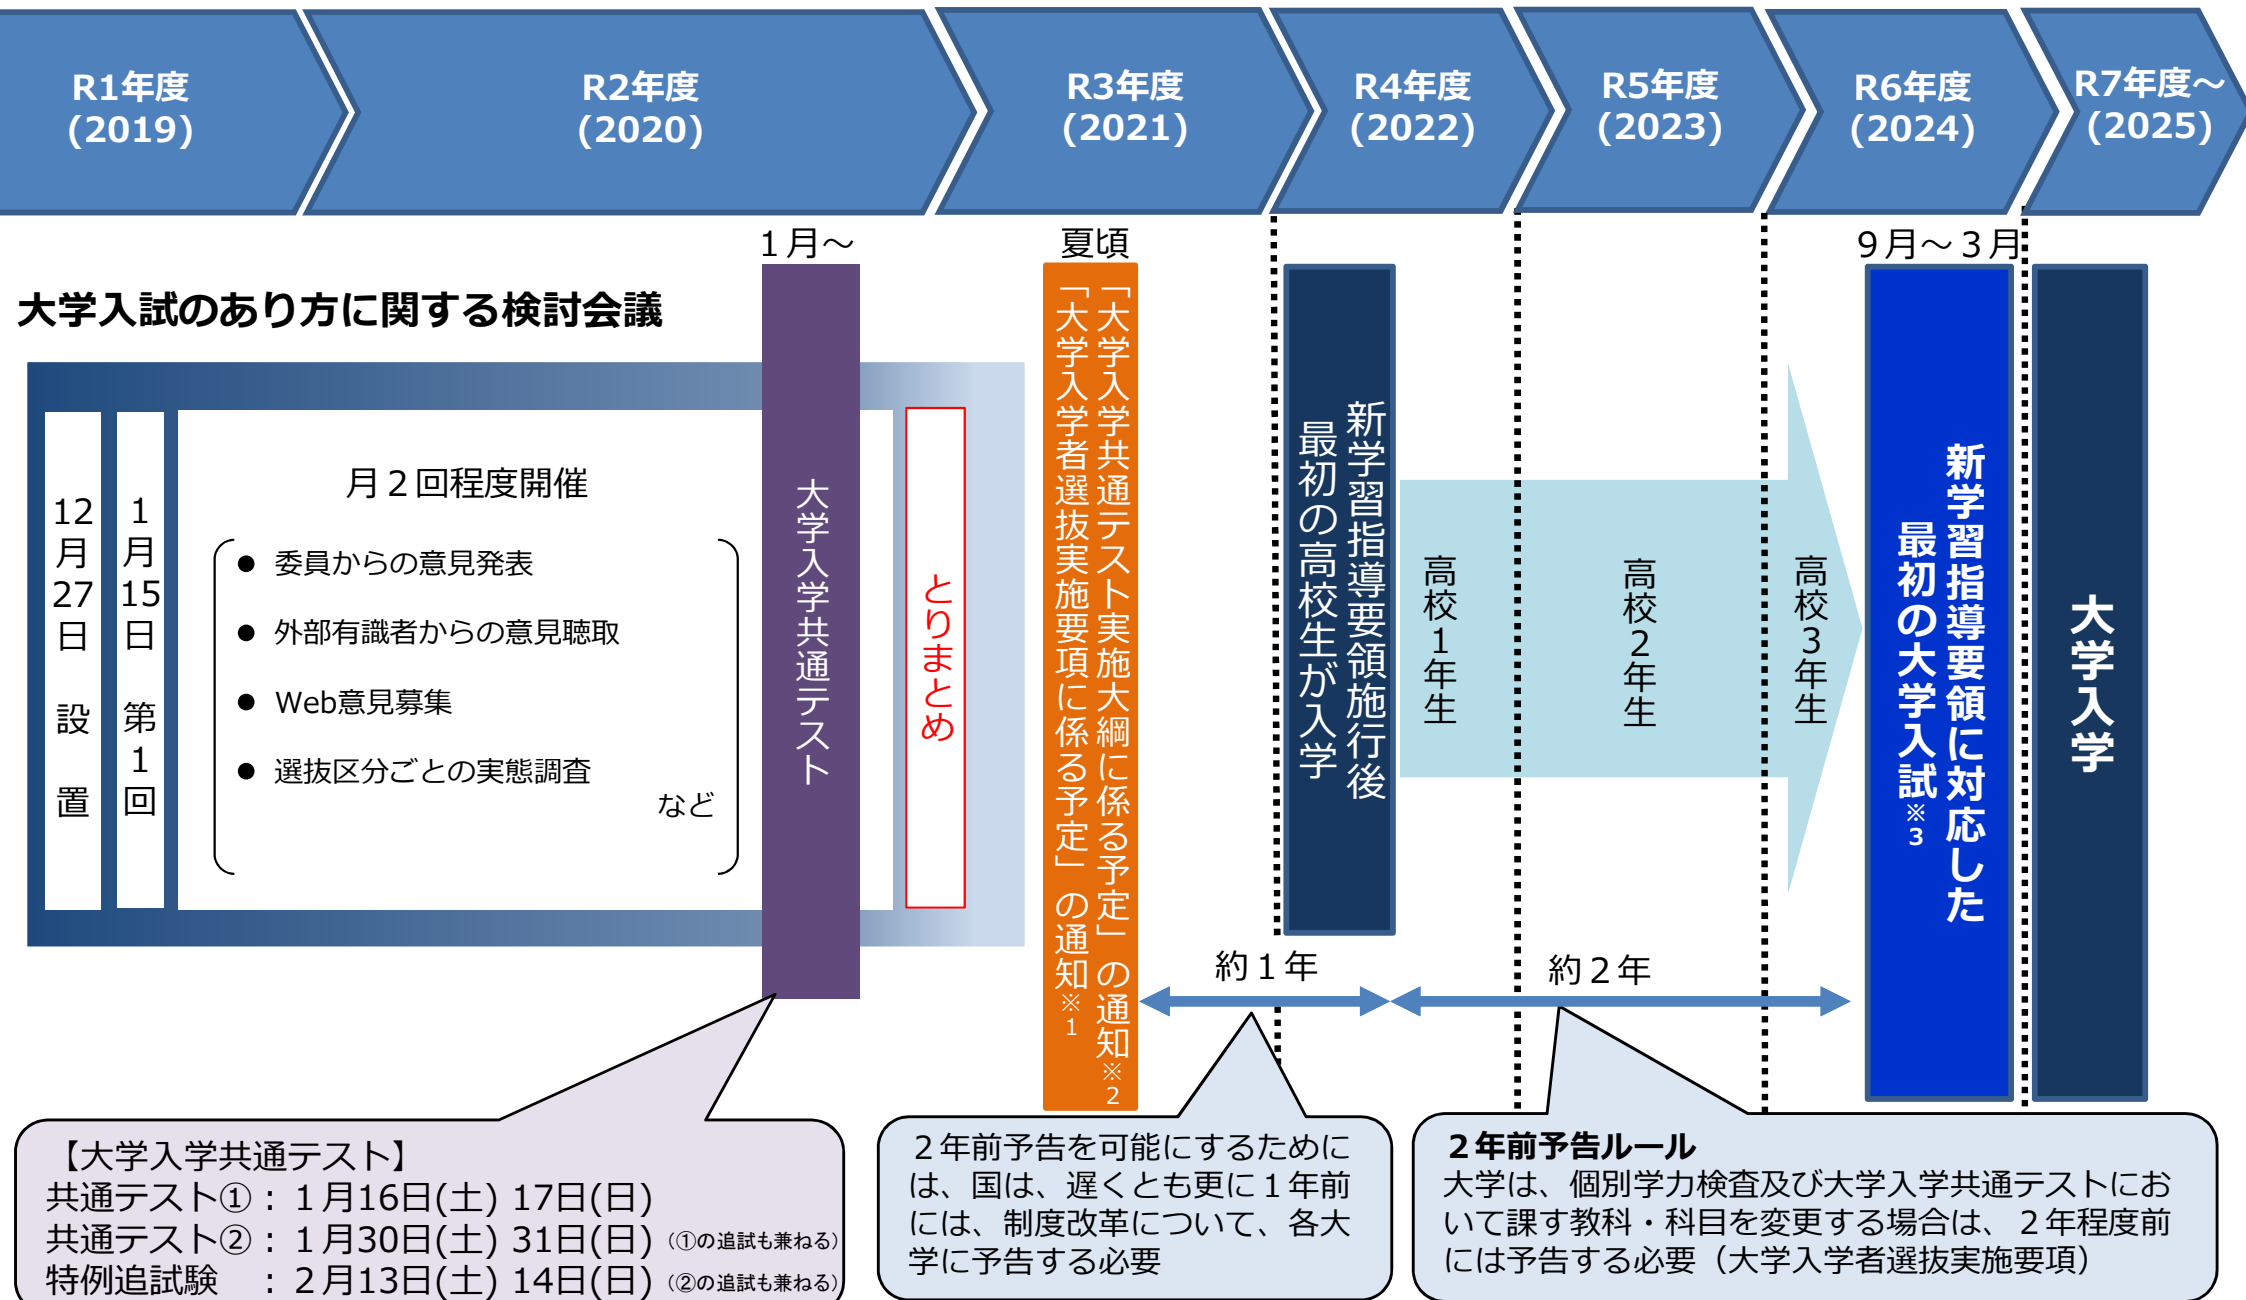 R1年度
(2019)
R2年度
(2020)
R3年度
(2021)
R4年度
(2022)
R5年度
(2023)
R6年度
(2024)
R7年度～
(2025)
１月～
夏頃
９月～３月
大学入試のあり方に関する検討会議
12月27日 設置
1月15日 第1回
月２回程度開催
● 委員からの意見発表
● 外部有識者からの意見聴取
● Web意見募集
● 選抜区分ごとの実態調査
など
大学入学共通テスト
とりまとめ
「大学入学共通テスト実施大綱に係る予定」の通知※2
「大学入学者選抜実施要項に係る予定」の通知※1
新学習指導要領施行後
最初の高校生が入学
高校1年生
高校2年生
高校3年生
新学習指導要領に対応した
最初の大学入試※3
大学入学
約１年
約２年
【大学入学共通テスト】
共通テスト①：１月16日(土) 17日(日)
共通テスト②：１月30日(土) 31日(日)（①の追試も兼ねる）
特例追試験　：２月13日(土) 14日(日)（②の追試も兼ねる）
２年前予告を可能にするために
は、国は、遅くとも更に１年前
には、制度改革について、各大
学に予告する必要
２年前予告ルール
大学は、個別学力検査及び大学入学共通テストにお
いて課す教科・科目を変更する場合は、２年程度前
には予告する必要（大学入学者選抜実施要項）